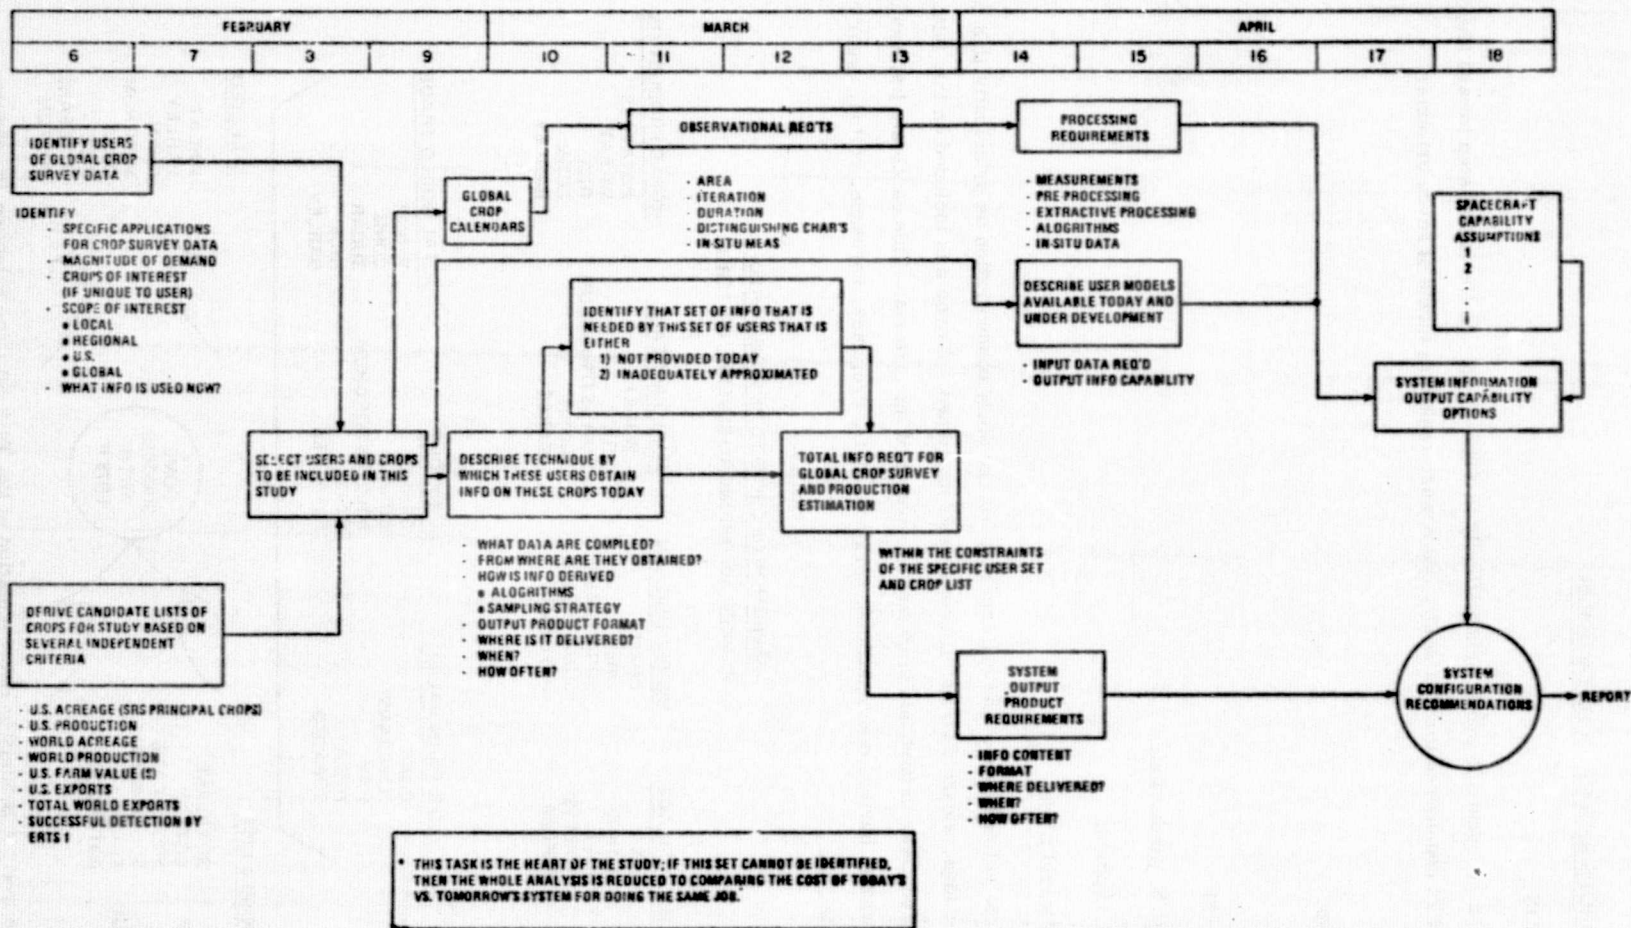 FEBRUARY MARCH APRIL
6 7 3 9 10 11 12 13 14 15 16 17 18
IDENTIFY USERS
OF GLOBAL CROP
SURVEY DATA
IDENTIFY
- SPECIFIC APPLICATIONS
FOR CROP SURVEY DATA
- MAGNITUDE OF DEMAND
- CROPS OF INTEREST
(IF UNIQUE TO USER)
- SCOPE OF INTEREST
• LOCAL
• REGIONAL
• U.S.
• GLOBAL
- WHAT INFO IS USED NOW?
GLOBAL
CROP
CALENDARS
OBSERVATIONAL REQ'TS
- AREA
- ITERATION
- DURATION
- DISTINGUISHING CHAR'S
- IN-SITU MEAS
PROCESSING
REQUIREMENTS
- MEASUREMENTS
- PRE-PROCESSING
- EXTRACTIVE PROCESSING
- ALOGRITHMS
- IN-SITU DATA
SPACECRAFT
CAPABILITY
ASSUMPTIONS
1
2
.
.
.
i
IDENTIFY THAT SET OF INFO THAT IS
NEEDED BY THIS SET OF USERS THAT IS
EITHER
1) NOT PROVIDED TODAY
2) INADEQUATELY APPROXIMATED
DESCRIBE USER MODELS
AVAILABLE TODAY AND
UNDER DEVELOPMENT
- INPUT DATA REQ'D
- OUTPUT INFO CAPABILITY
SYSTEM INFORMATION
OUTPUT CAPABILITY
OPTIONS
SELECT USERS AND CROPS
TO BE INCLUDED IN THIS
STUDY
DESCRIBE TECHNIQUE BY
WHICH THESE USERS OBTAIN
INFO ON THESE CROPS TODAY
- WHAT DATA ARE COMPILED?
- FROM WHERE ARE THEY OBTAINED?
- HOW IS INFO DERIVED
• ALOGRITHMS
• SAMPLING STRATEGY
- OUTPUT PRODUCT FORMAT
- WHERE IS IT DELIVERED?
- WHEN?
- HOW OFTEN?
TOTAL INFO REQ'T FOR
GLOBAL CROP SURVEY
AND PRODUCTION
ESTIMATION
WITHIN THE CONSTRAINTS
OF THE SPECIFIC USER SET
AND CROP LIST
DERIVE CANDIDATE LISTS OF
CROPS FOR STUDY BASED ON
SEVERAL INDEPENDENT
CRITERIA
- U.S. ACREAGE (SRS PRINCIPAL CROPS)
- U.S. PRODUCTION
- WORLD ACREAGE
- WORLD PRODUCTION
- U.S. FARM VALUE ($)
- U.S. EXPORTS
- TOTAL WORLD EXPORTS
- SUCCESSFUL DETECTION BY
ERTS 1
SYSTEM
OUTPUT
PRODUCT
REQUIREMENTS
- INFO CONTENT
- FORMAT
- WHERE DELIVERED?
- WHEN?
- HOW OFTEN?
SYSTEM
CONFIGURATION
RECOMMENDATIONS
REPORT
* THIS TASK IS THE HEART OF THE STUDY; IF THIS SET CANNOT BE IDENTIFIED,
THEN THE WHOLE ANALYSIS IS REDUCED TO COMPARING THE COST OF TODAY'S
VS. TOMORROW'S SYSTEM FOR DOING THE SAME JOB.